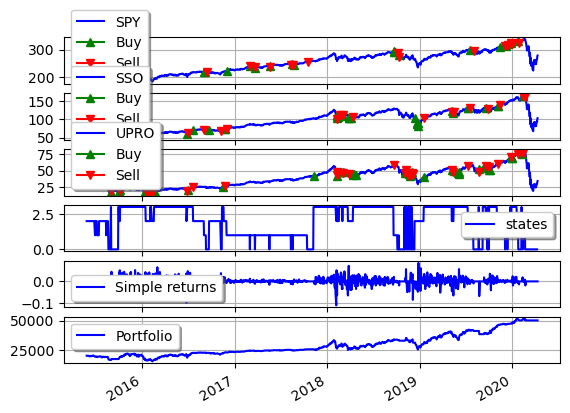 SPY
Buy
Sell
300
200
SSO
Buy
Sell
150
100
50
UPRO
Buy
Sell
75
50
25
states
2.5
0.0
Simple returns
0.0
−0.1
Portfolio
50000
25000
2016
2017
2018
2019
2020